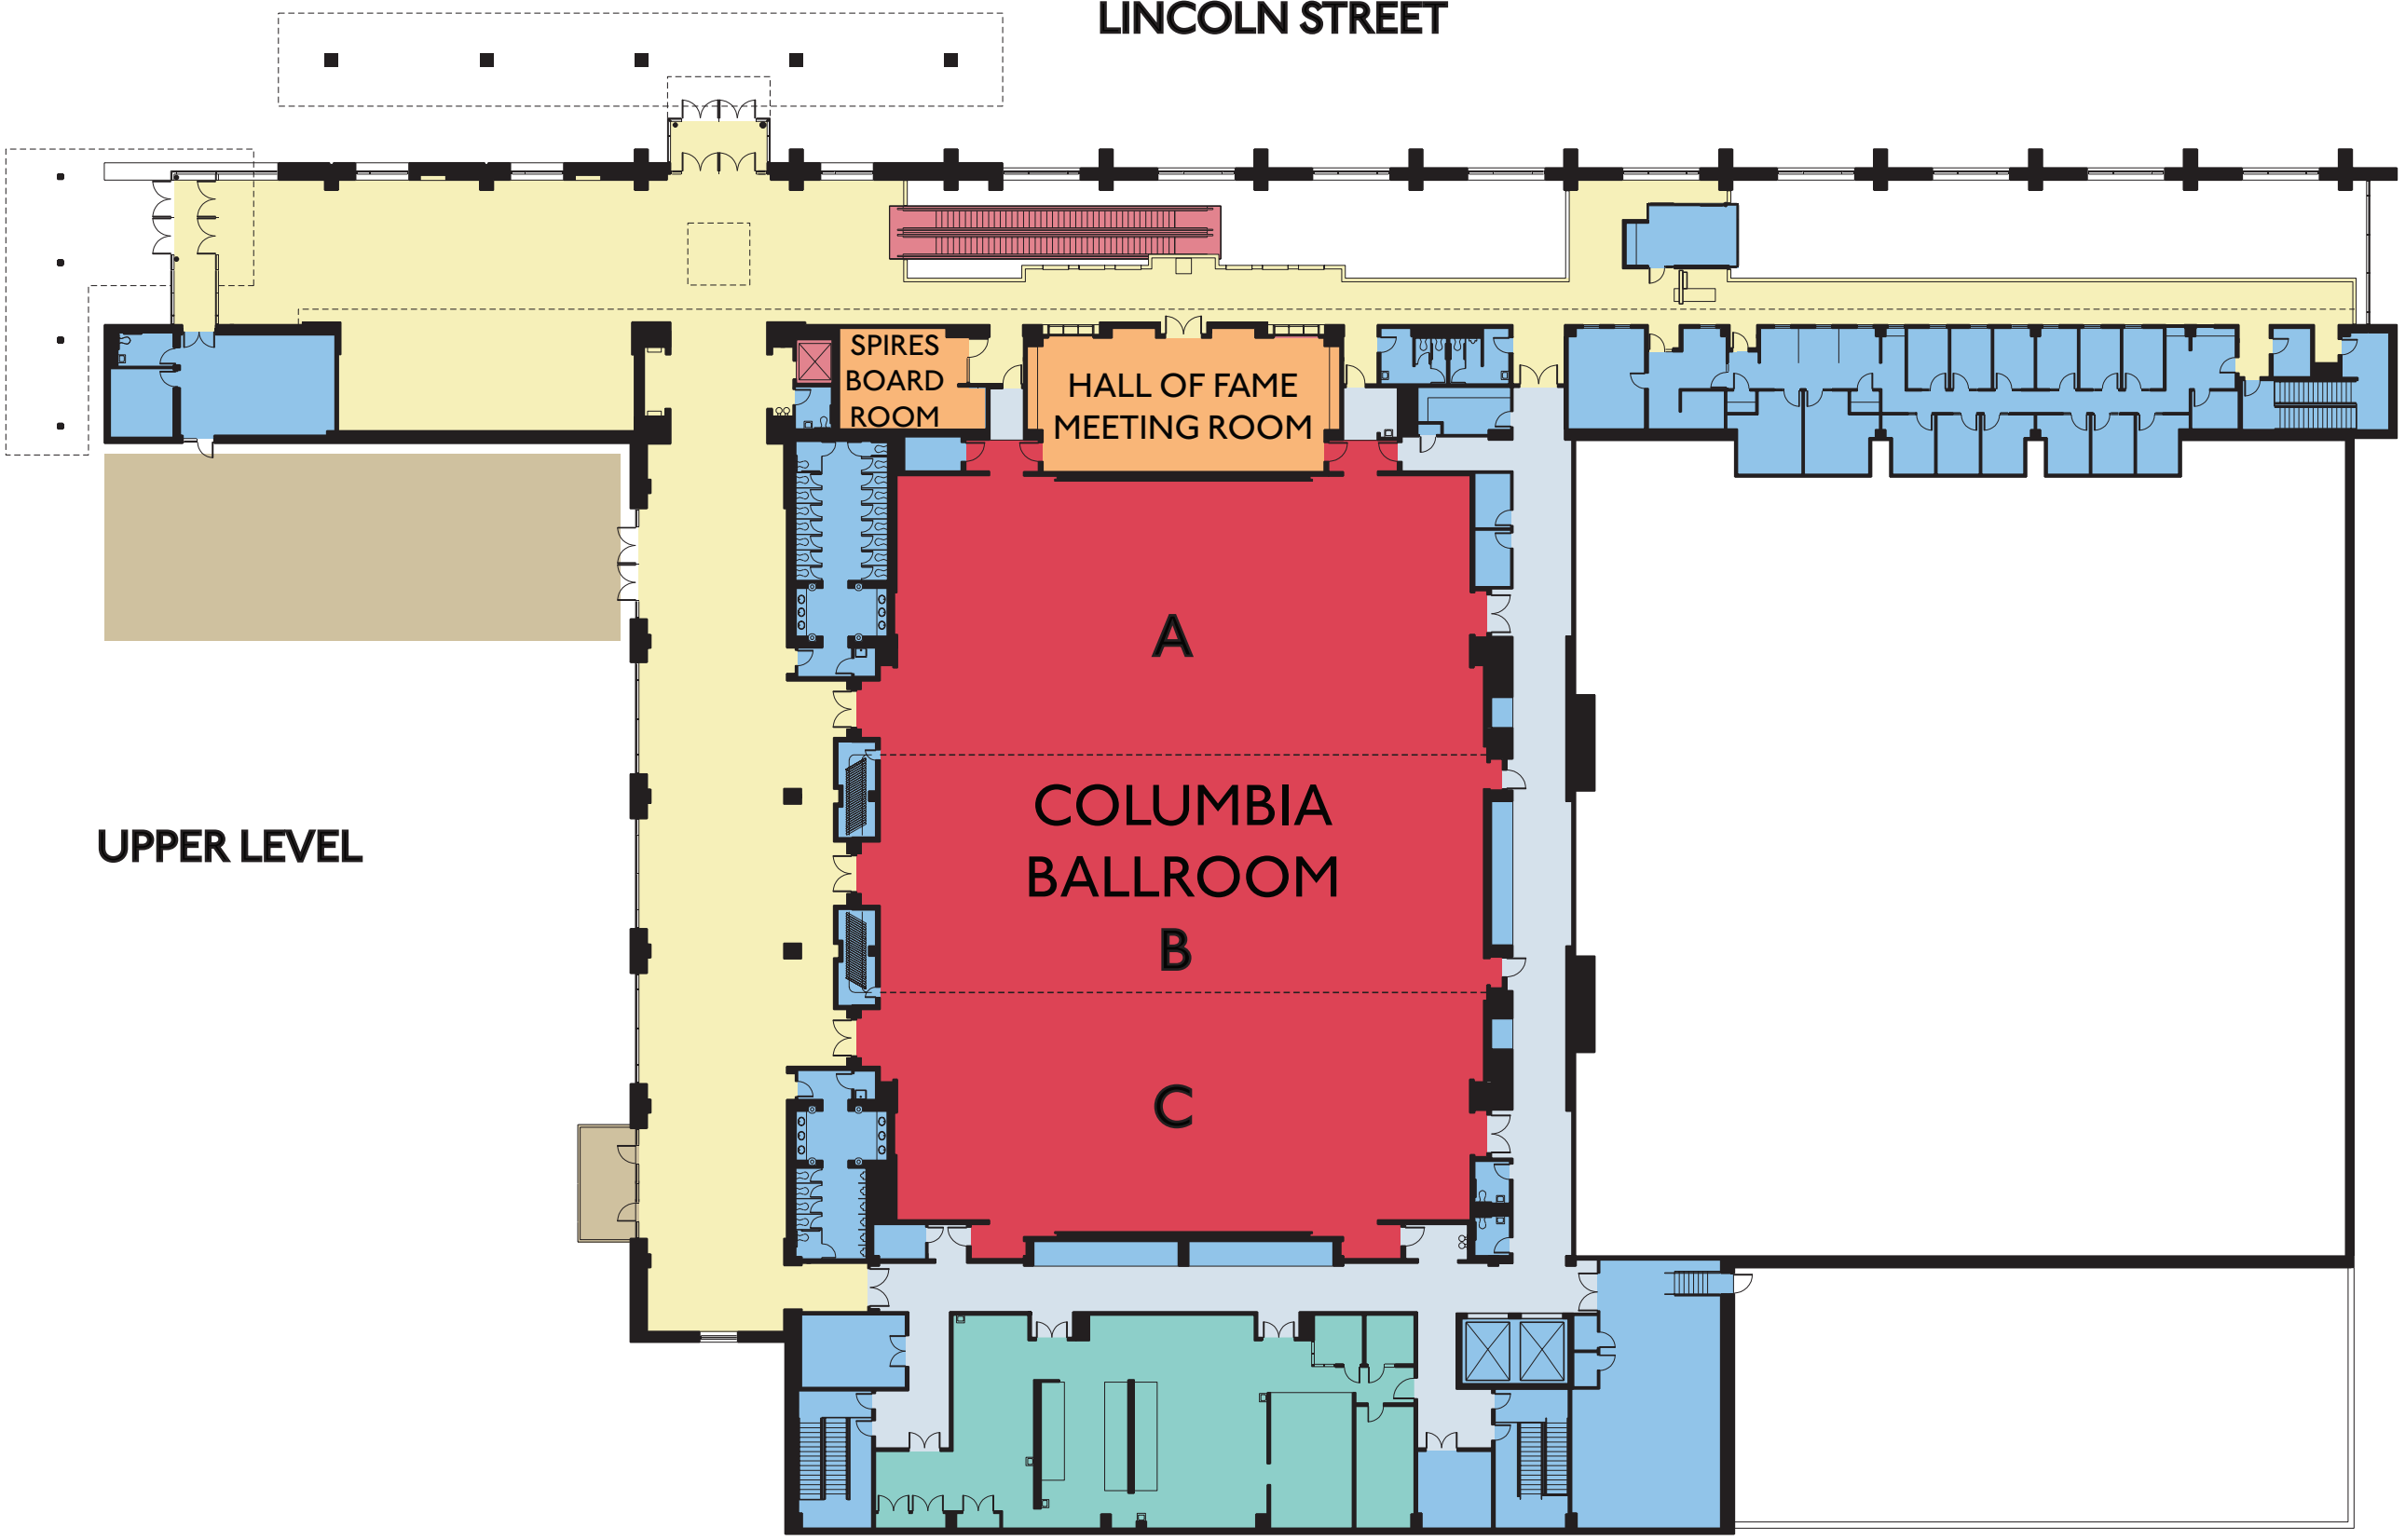 LINCOLN STREET
SPIRES
BOARD
ROOM
HALL OF FAME
MEETING ROOM
A
COLUMBIA
BALLROOM
B
C
UPPER LEVEL